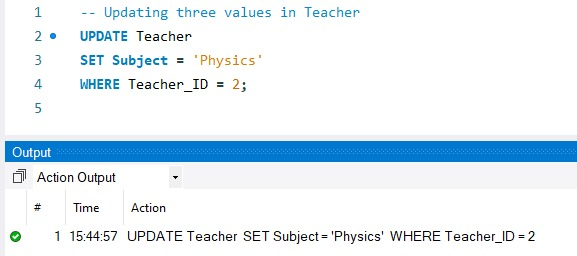 1 -- Updating three values in Teacher
2 UPDATE Teacher
3 SET Subject = 'Physics'
4 WHERE Teacher_ID = 2;
5
Output
Action Output
# Time Action
1 15:44:57 UPDATE Teacher SET Subject = 'Physics' WHERE Teacher_ID = 2